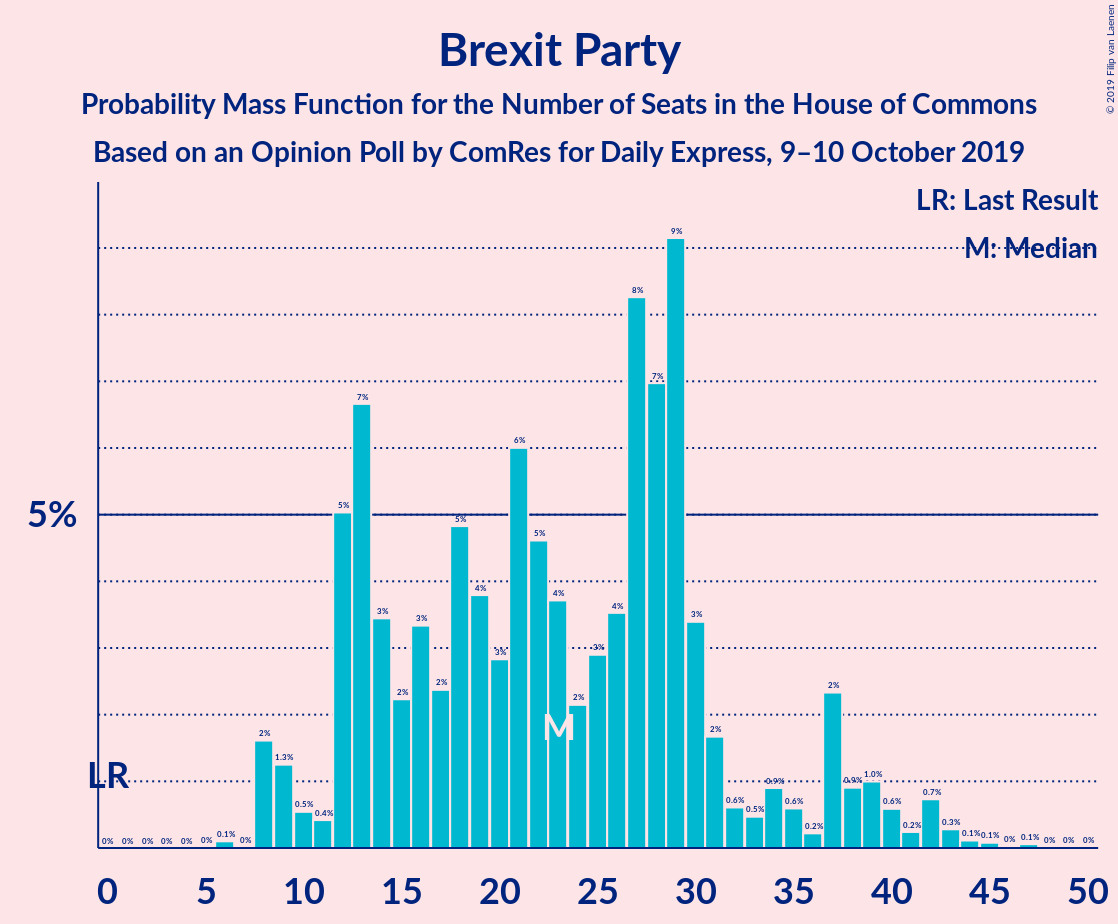 Brexit Party
Probability Mass Function for the Number of Seats in the House of Commons
Based on an Opinion Poll by ComRes for Daily Express, 9–10 October 2019
© 2019 Filip van Laenen
LR: Last Result
M: Median
5%
LR
M
0% 0% 0% 0% 0% 0% 0.1% 0% 2% 1.3% 0.5% 0.4% 5% 7% 3% 2% 3% 2% 5% 4% 3% 6% 5% 4% 2% 3% 4% 8% 7% 9% 3% 2% 0.6% 0.5% 0.9% 0.6% 0.2% 2% 0.9% 1.0% 0.6% 0.2% 0.7% 0.3% 0.1% 0.1% 0% 0.1% 0% 0% 0%
0 5 10 15 20 25 30 35 40 45 50